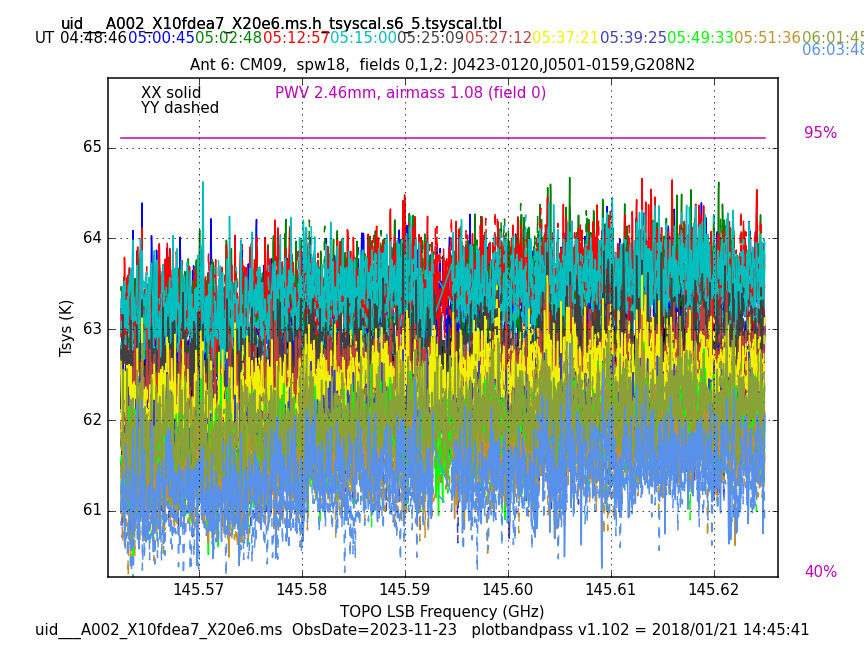 uid___A002_X10fdea7_X20e6.ms.h_tsyscal.s6_5.tsyscal.tbl
UT 04:48:46 05:00:45 05:02:48 05:12:57 05:15:00 05:25:09 05:27:12 05:37:21 05:39:25 05:49:33 05:51:36 06:01:45
06:03:48
Ant 6: CM09,  spw18,  fields 0,1,2: J0423-0120,J0501-0159,G208N2
XX solid PWV 2.46mm, airmass 1.08 (field 0)
YY dashed
95%
65
64
63
62
61
Tsys (K)
40%
145.57 145.58 145.59 145.60 145.61 145.62
TOPO LSB Frequency (GHz)
uid___A002_X10fdea7_X20e6.ms  ObsDate=2023-11-23   plotbandpass v1.102 = 2018/01/21 14:45:41